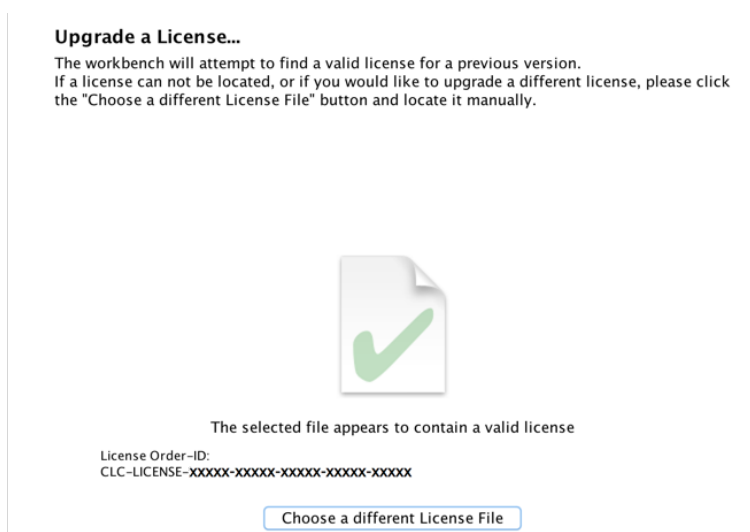 Upgrade a License...
The workbench will attempt to find a valid license for a previous version.
If a license can not be located, or if you would like to upgrade a different license, please click
the "Choose a different License File" button and locate it manually.
The selected file appears to contain a valid license
License Order-ID:
CLC-LICENSE-XXXXX-XXXXX-XXXXX-XXXXX-XXXXX
Choose a different License File